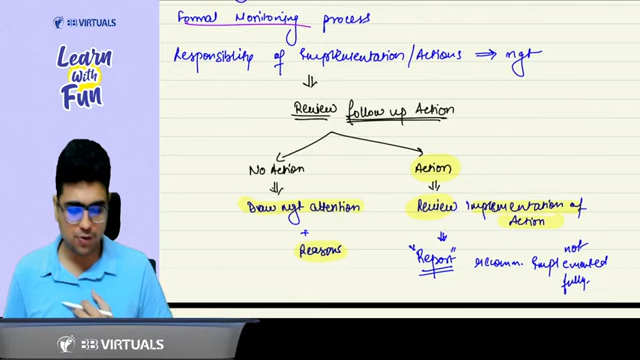 BB VIRTUALS
Learn
With
Fun
Formal Monitoring process
Responsiblity of Implementation/Actions ⇒ mgt
⇓
Review follow up Action
No Action
Action
⇓
⇓
Draw mgt attention
Review implementation of
Action
+
Reasons
⇓
"Report" recomm. Implemented
not
fully.
BB VIRTUALS